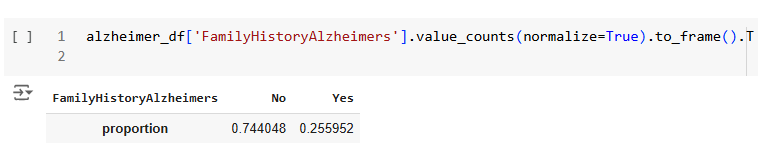 [ ] 1 alzheimer_df['FamilyHistoryAlzheimers'].value_counts(normalize=True).to_frame().T
2
FamilyHistoryAlzheimers No Yes
proportion 0.744048 0.255952